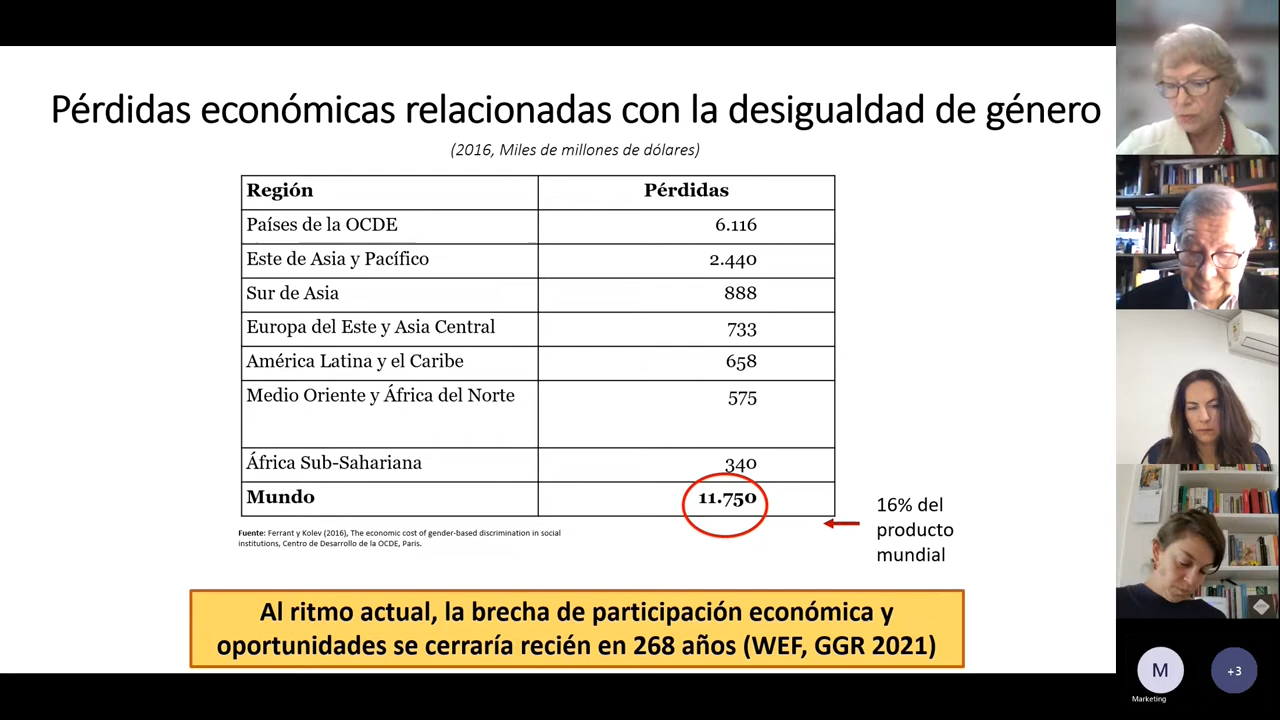 Pérdidas económicas relacionadas con la desigualdad de género
(2016, Miles de millones de dólares)
Región Pérdidas
Países de la OCDE 6.116
Este de Asia y Pacífico 2.440
Sur de Asia 888
Europa del Este y Asia Central 733
América Latina y el Caribe 658
Medio Oriente y África del Norte 575
África Sub-Sahariana 340
Mundo 11.750
16% del
producto
mundial
Fuente: Ferrant y Kolev (2016), The economic cost of gender-based discrimination in social
institutions, Centro de Desarrollo de la OCDE, Paris.
Al ritmo actual, la brecha de participación económica y
oportunidades se cerraría recién en 268 años (WEF, GGR 2021)
M
+3
Marketing